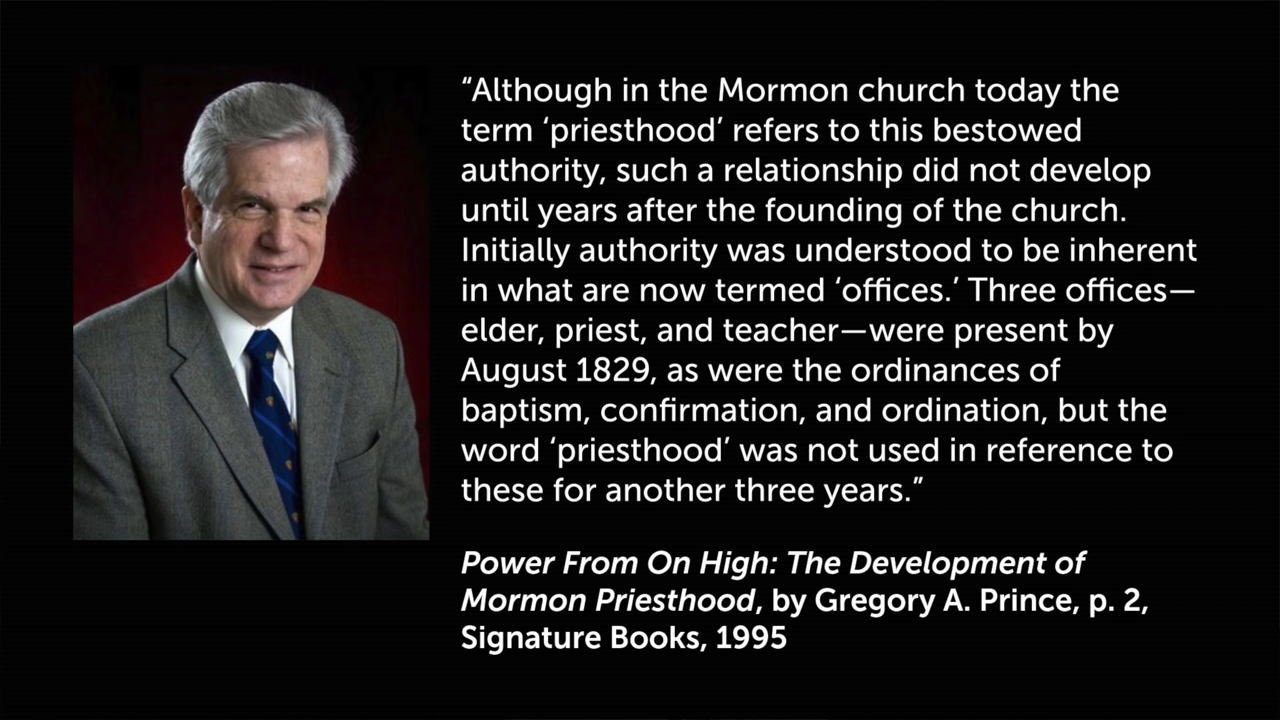 “Although in the Mormon church today the
term ‘priesthood’ refers to this bestowed
authority, such a relationship did not develop
until years after the founding of the church.
Initially authority was understood to be inherent
in what are now termed ‘offices.’ Three offices—
elder, priest, and teacher—were present by
August 1829, as were the ordinances of
baptism, confirmation, and ordination, but the
word ‘priesthood’ was not used in reference to
these for another three years.”
Power From On High: The Development of
Mormon Priesthood, by Gregory A. Prince, p. 2,
Signature Books, 1995